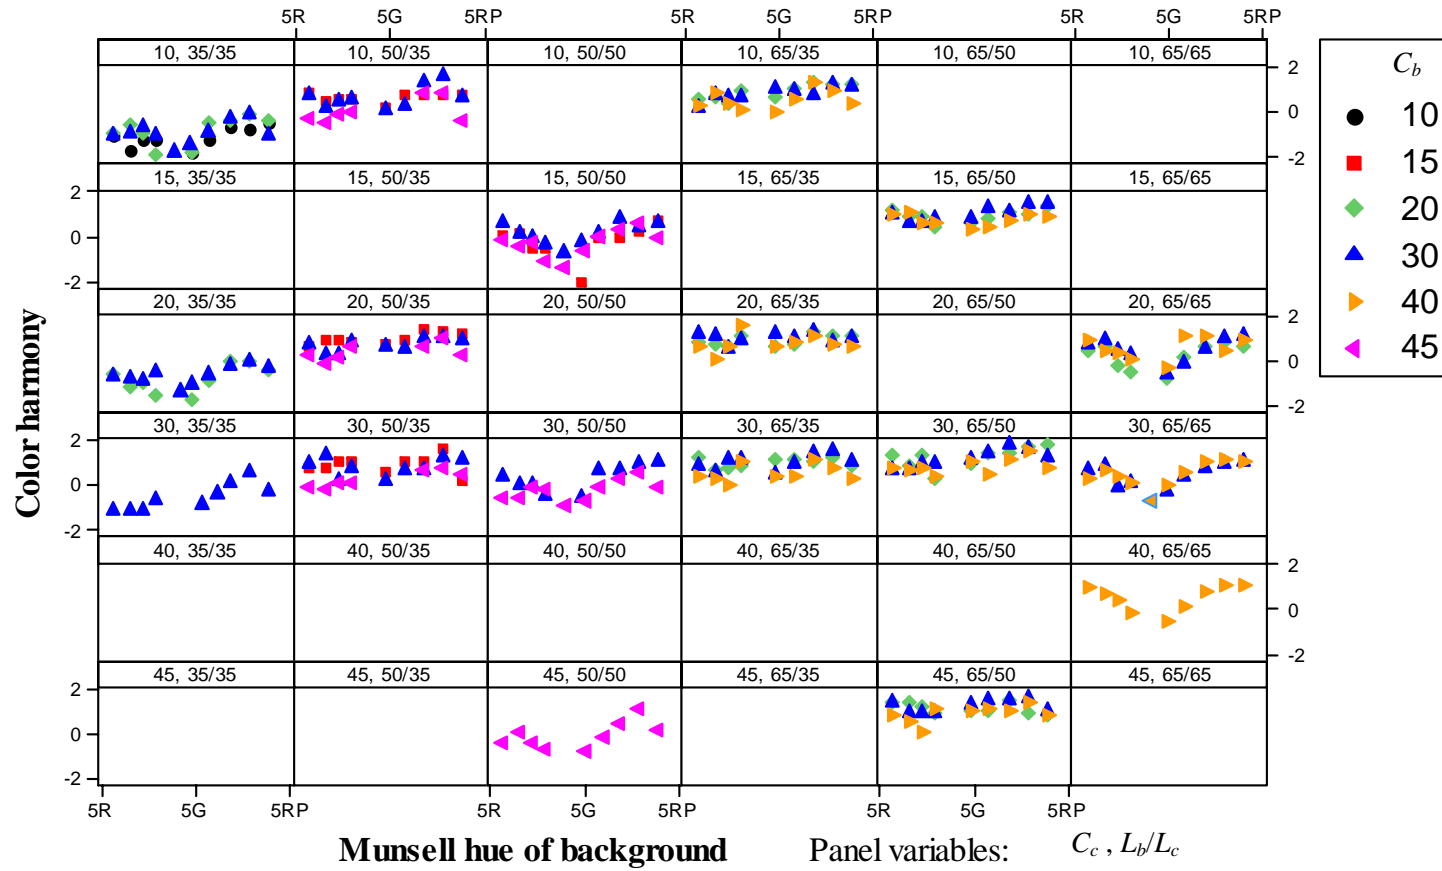 5R 5G 5RP 5R 5G 5RP 5R 5G 5RP
10, 35/35 10, 50/35 10, 50/50 10, 65/35 10, 65/50 10, 65/65
2
0
-2
15, 35/35 15, 50/35 15, 50/50 15, 65/35 15, 65/50 15, 65/65
2
0
-2
20, 35/35 20, 50/35 20, 50/50 20, 65/35 20, 65/50 20, 65/65
2
0
-2
30, 35/35 30, 50/35 30, 50/50 30, 65/35 30, 65/50 30, 65/65
2
0
-2
40, 35/35 40, 50/35 40, 50/50 40, 65/35 40, 65/50 40, 65/65
2
0
-2
45, 35/35 45, 50/35 45, 50/50 45, 65/35 45, 65/50 45, 65/65
2
0
-2
5R 5G 5RP 5R 5G 5RP 5R 5G 5RP
Color harmony
Munsell hue of background
Panel variables: Cc , Lb/Lc
Cb
10
15
20
30
40
45